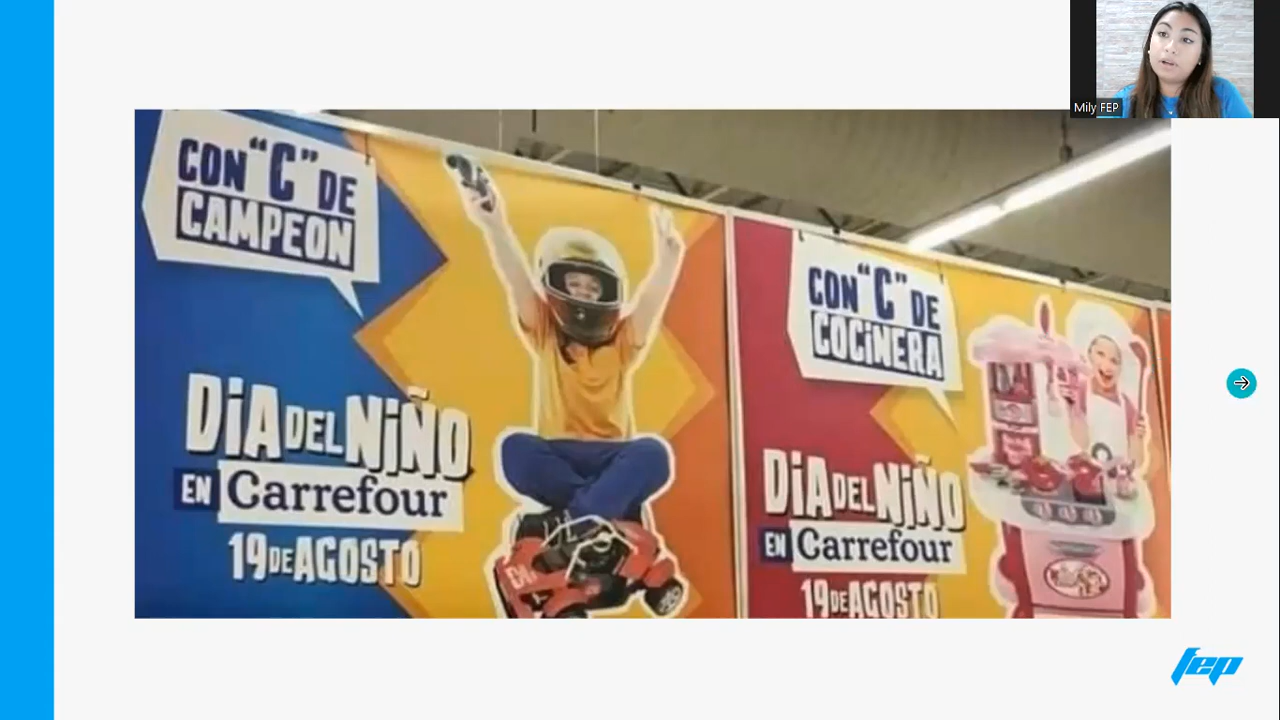 Mily FEP
CON "C" DE
CAMPEON
DiA DEL NiÑO
EN Carrefour
19 DE AGOSTO
CON "C" DE
COCiNERA
DiA DEL NiÑO
EN Carrefour
19 DE AGOSTO
fep